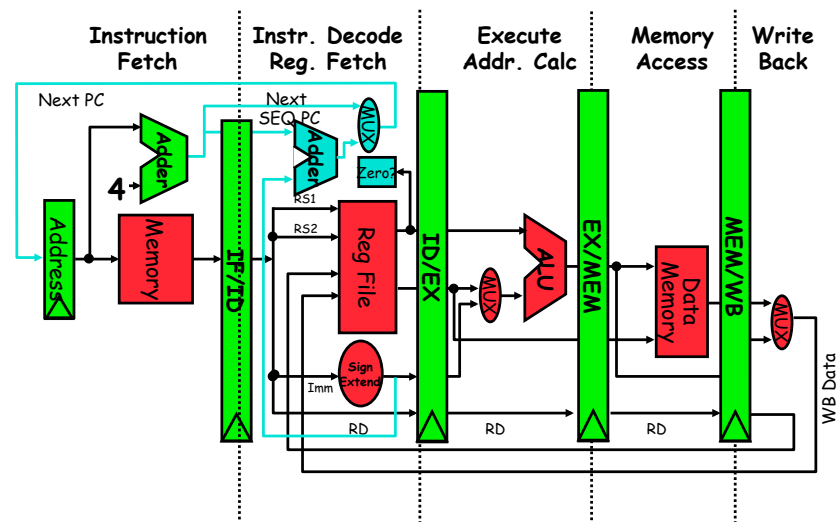 Instruction
Fetch
Instr. Decode
Reg. Fetch
Execute
Addr. Calc
Memory
Access
Write
Back
Next PC
Next
SEQ PC
MUX
Adder
Adder
Zero?
4
RS1
RS2
Address
Memory
IF/ID
Reg File
ID/EX
MUX
ALU
EX/MEM
Data
Memory
MEM/WB
MUX
Sign
Extend
Imm
RD
RD
RD
WB Data